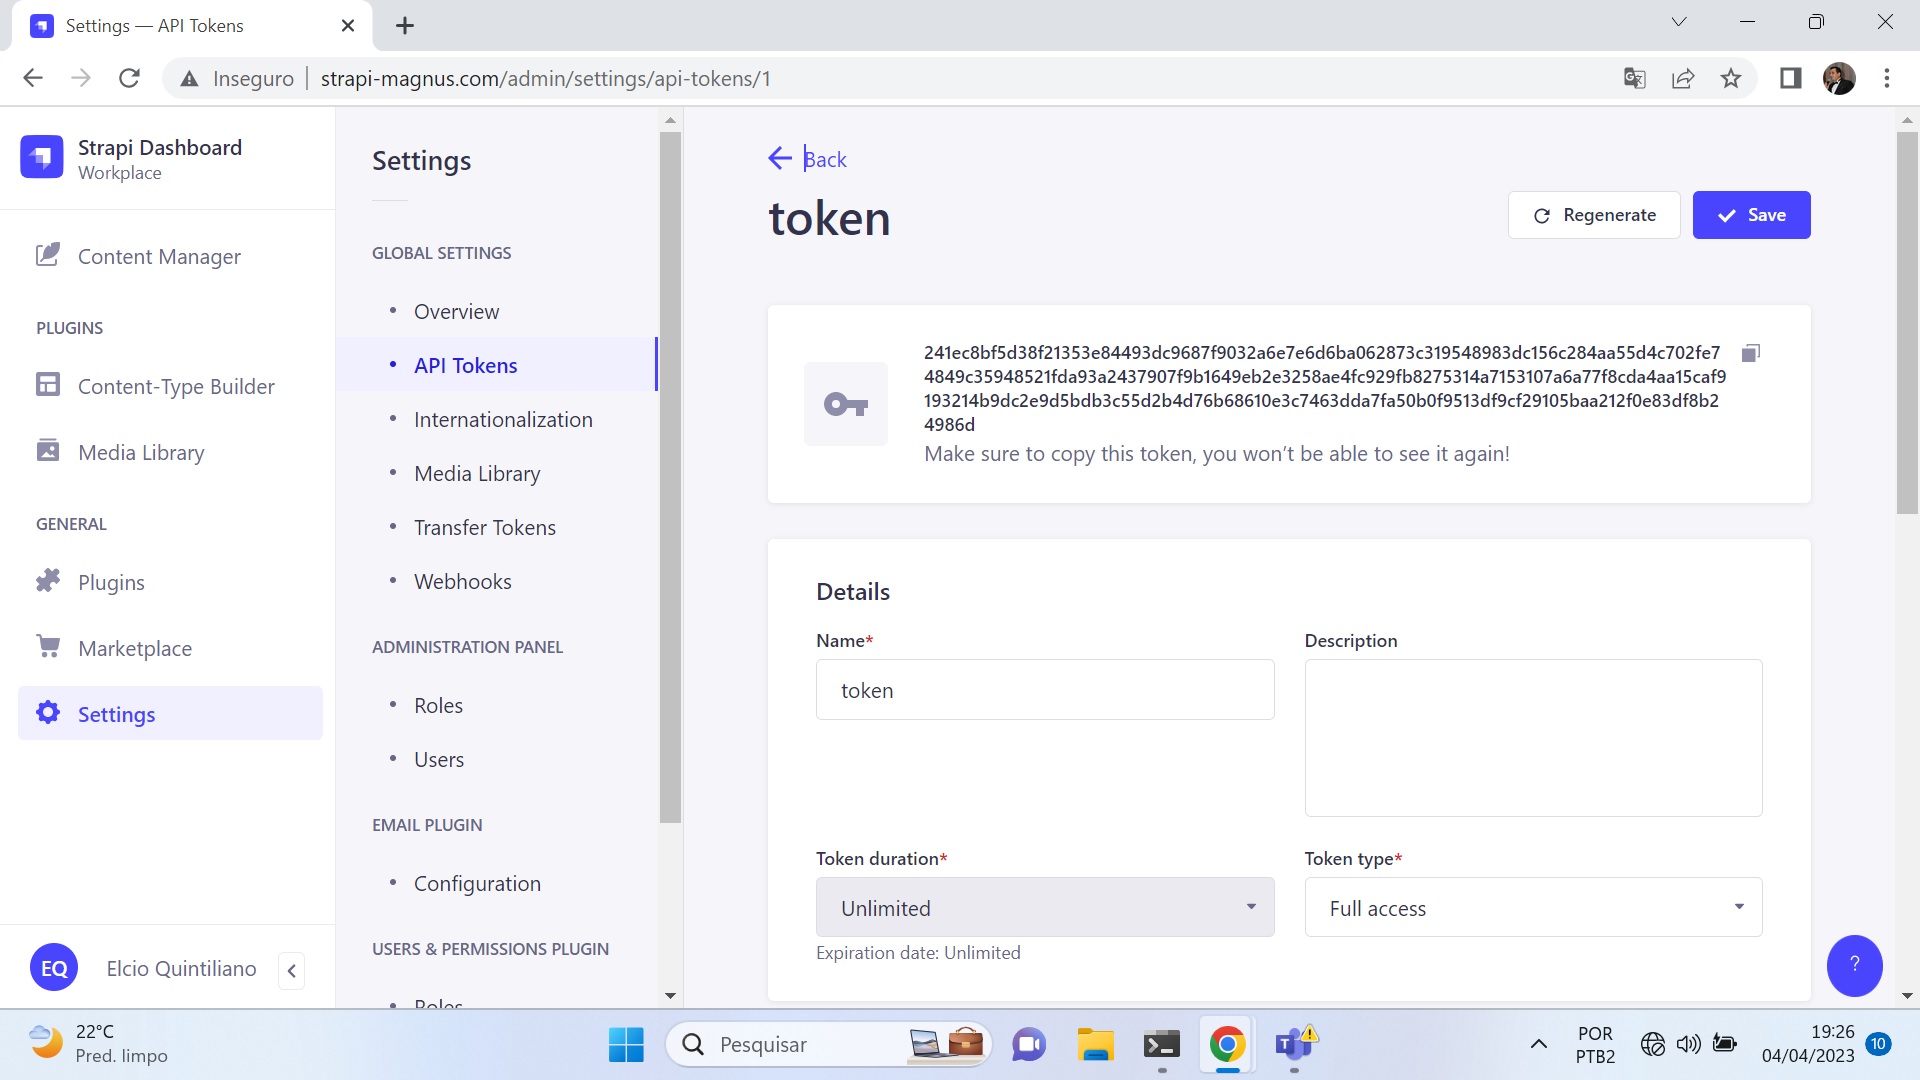 Settings — API Tokens
Inseguro
strapi-magnus.com/admin/settings/api-tokens/1
Strapi Dashboard
Workplace
Content Manager
PLUGINS
Content-Type Builder
Media Library
GENERAL
Plugins
Marketplace
Settings
EQ
Elcio Quintiliano
Settings
GLOBAL SETTINGS
Overview
API Tokens
Internationalization
Media Library
Transfer Tokens
Webhooks
ADMINISTRATION PANEL
Roles
Users
EMAIL PLUGIN
Configuration
USERS & PERMISSIONS PLUGIN
Roles
Back
token
Regenerate
Save
241ec8bf5d38f21353e84493dc9687f9032a6e7e6d6ba062873c319548983dc156c284aa55d4c702fe7
4849c35948521fda93a2437907f9b1649eb2e3258ae4fc929fb8275314a7153107a6a77f8cda4aa15caf9
193214b9dc2e9d5bdb3c55d2b4d76b68610e3c7463dda7fa50b0f9513df9cf29105baa212f0e83df8b2
4986d
Make sure to copy this token, you won't be able to see it again!
Details
Name*
token
Description
Token duration*
Unlimited
Expiration date: Unlimited
Token type*
Full access
?
22°C
Pred. limpo
Pesquisar
POR
PTB2
19:26
04/04/2023
10